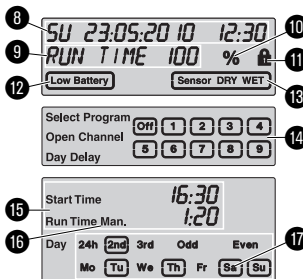 8 SU 23:05:2010 12:30
9 RUN TIME 100 % 10
11
12 Low Battery Sensor DRY WET 13
Select Program Off 1 2 3 4
Open Channel 14
Day Delay 5 6 7 8 9
15 Start Time 16:30
16 Run Time Man. 1:20
Day 24h 2nd 3rd Odd Even 17
Mo Tu We Th Fr Sa Su